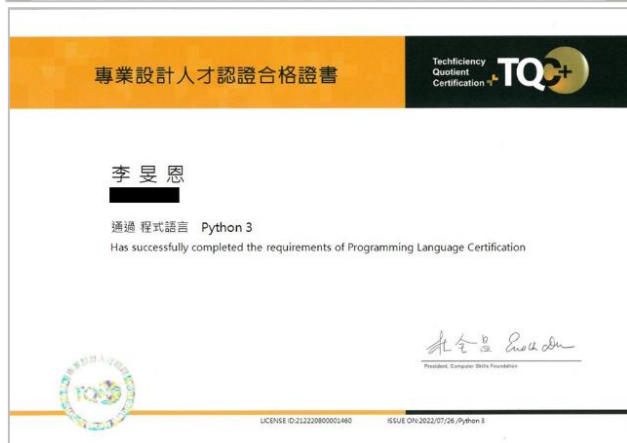 專業設計人才認證合格證書
Techficiency
Quotient
Certification
TQC+
李旻恩
通過 程式語言 Python 3
Has successfully completed the requirements of Programming Language Certification
President, Computer Skills Foundation
TQC
LICENSE ID:212220800001460 ISSUE ON:2022/07/26 /Python 3